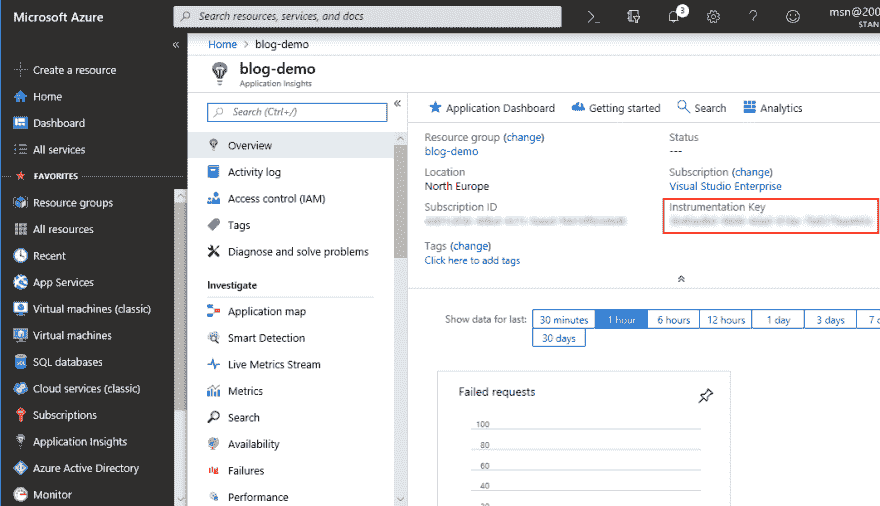 Microsoft Azure
Search resources, services, and docs
3
msn@200
STAN
«
Create a resource
Home
Dashboard
All services
FAVORITES
Resource groups
All resources
Recent
App Services
Virtual machines (classic)
Virtual machines
SQL databases
Cloud services (classic)
Subscriptions
Application Insights
Azure Active Directory
Monitor
Home > blog-demo
blog-demo
Application Insights
Search (Ctrl+/)
«
Overview
Activity log
Access control (IAM)
Tags
Diagnose and solve problems
Investigate
Application map
Smart Detection
Live Metrics Stream
Metrics
Search
Availability
Failures
Performance
Application Dashboard
Getting started
Search
Analytics
Resource group (change)
blog-demo
Location
North Europe
Subscription ID
Tags (change)
Click here to add tags
Status
---
Subscription (change)
Visual Studio Enterprise
Instrumentation Key
Show data for last:
30 minutes
1 hour
6 hours
12 hours
1 day
3 days
7 d
30 days
Failed requests
100
80
60
40